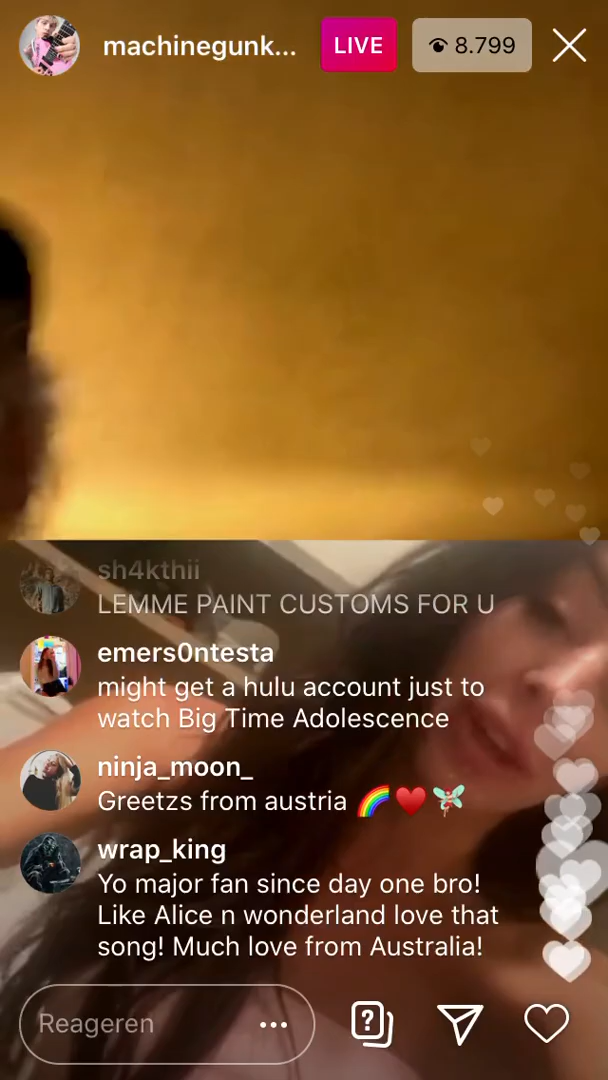 machinegunk...
LIVE
8.799
sh4kthii
LEMME PAINT CUSTOMS FOR U
emers0ntesta
might get a hulu account just to
watch Big Time Adolescence
ninja_moon_
Greetzs from austria 🌈♥️🧚
wrap_king
Yo major fan since day one bro!
Like Alice n wonderland love that
song! Much love from Australia!
Reageren